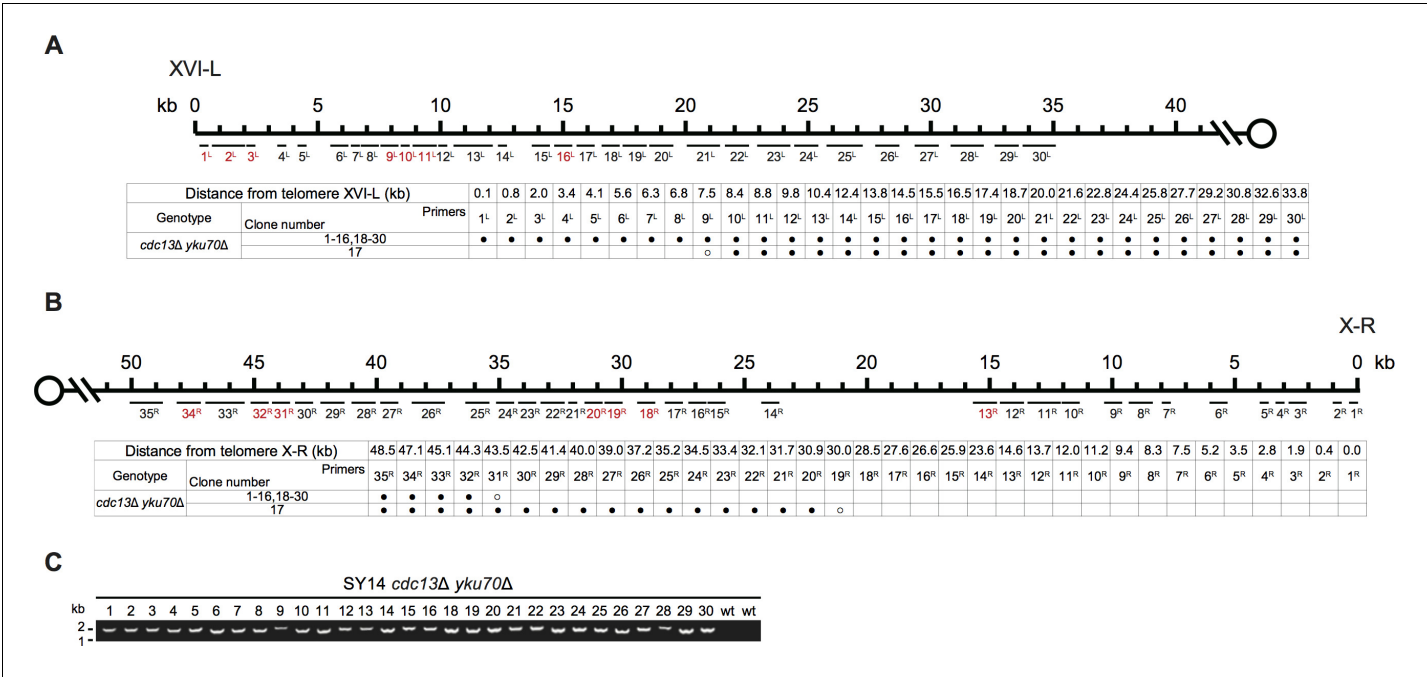 A
XVI-L
kb 0 5 10 15 20 25 30 35 40
1L 2L 3L 4L 5L 6L 7L 8L 9L 10L 11L 12L 13L 14L 15L 16L 17L 18L 19L 20L 21L 22L 23L 24L 25L 26L 27L 28L 29L 30L
Distance from telomere XVI-L (kb) 0.1 0.8 2.0 3.4 4.1 5.6 6.3 6.8 7.5 8.4 8.8 9.8 10.4 12.4 13.8 14.5 15.5 16.5 17.4 18.7 20.0 21.6 22.8 24.4 25.8 27.7 29.2 30.8 32.6 33.8
Genotype Clone number Primers 1L 2L 3L 4L 5L 6L 7L 8L 9L 10L 11L 12L 13L 14L 15L 16L 17L 18L 19L 20L 21L 22L 23L 24L 25L 26L 27L 28L 29L 30L
cdc13Δ yku70Δ 1-16,18-30 ● ● ● ● ● ● ● ● ● ● ● ● ● ● ● ● ● ● ● ● ● ● ● ● ● ● ● ● ● ●
17 ○ ● ● ● ● ● ● ● ● ● ● ● ● ● ● ● ● ● ● ● ● ●
B
X-R
50 45 40 35 30 25 20 15 10 5 0 kb
35R 34R 33R 32R 31R 30R 29R 28R 27R 26R 25R 24R 23R 22R 21R 20R 19R 18R 17R 16R 15R 14R 13R 12R 11R 10R 9R 8R 7R 6R 5R 4R 3R 2R 1R
Distance from telomere X-R (kb) 48.5 47.1 45.1 44.3 43.5 42.5 41.4 40.0 39.0 37.2 35.2 34.5 33.4 32.1 31.7 30.9 30.0 28.5 27.6 26.6 25.9 23.6 14.6 13.7 12.0 11.2 9.4 8.3 7.5 5.2 3.5 2.8 1.9 0.4 0.0
Genotype Clone number Primers 35R 34R 33R 32R 31R 30R 29R 28R 27R 26R 25R 24R 23R 22R 21R 20R 19R 18R 17R 16R 15R 14R 13R 12R 11R 10R 9R 8R 7R 6R 5R 4R 3R 2R 1R
cdc13Δ yku70Δ 1-16,18-30 ● ● ● ● ○
17 ● ● ● ● ● ● ● ● ● ● ● ● ● ● ● ● ○
C
SY14 cdc13Δ yku70Δ
kb 1 2 3 4 5 6 7 8 9 10 11 12 13 14 15 16 18 19 20 21 22 23 24 25 26 27 28 29 30 wt wt
2
1